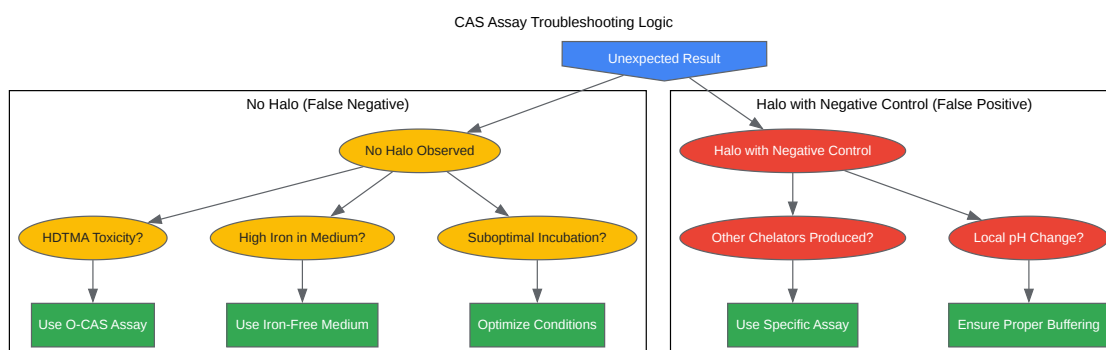 CAS Assay Troubleshooting Logic
Unexpected Result
No Halo (False Negative)
Halo with Negative Control (False Positive)
No Halo Observed
Halo with Negative Control
HDTMA Toxicity?
High Iron in Medium?
Suboptimal Incubation?
Other Chelators Produced?
Local pH Change?
Use O-CAS Assay
Use Iron-Free Medium
Optimize Conditions
Use Specific Assay
Ensure Proper Buffering